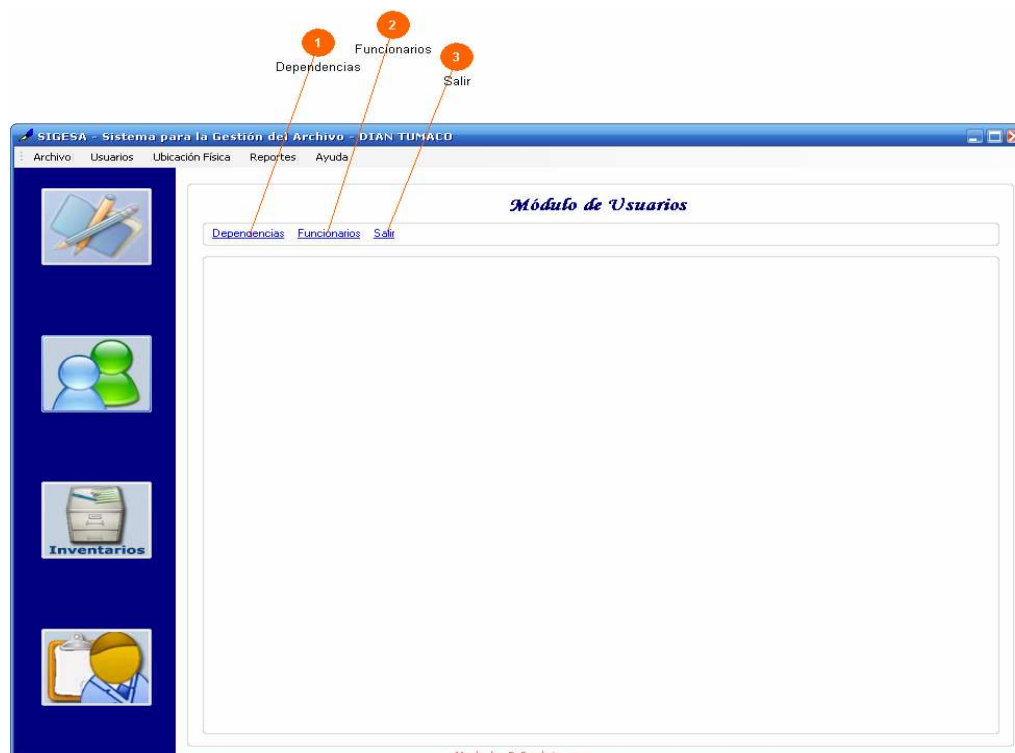 1
2
3
Funcionarios
Dependencias
Salir
SIGESA - Sistema para la Gestión del Archivo - DIAN TUMACO
Archivo Usuarios Ubicación Física Reportes Ayuda
Módulo de Usuarios
Dependencias Funcionarios Salir
Inventarios